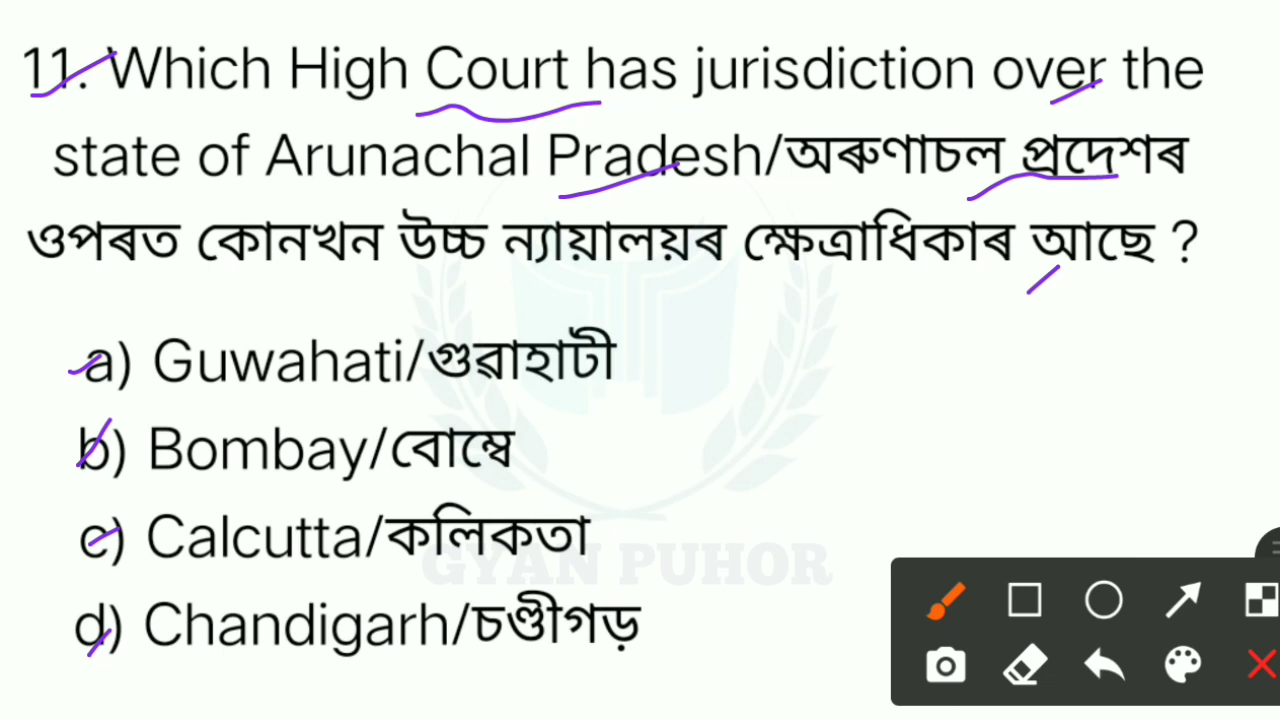 11. Which High Court has jurisdiction over the
state of Arunachal Pradesh/অৰুণাচল প্ৰদেশৰ
ওপৰত কোনখন উচ্চ ন্যায়ালয়ৰ ক্ষেত্ৰাধিকাৰ আছে ?
a) Guwahati/গুৱাহাটী
b) Bombay/বোম্বে
c) Calcutta/কলিকতা
GYAN PUHOR
d) Chandigarh/চণ্ডীগড়